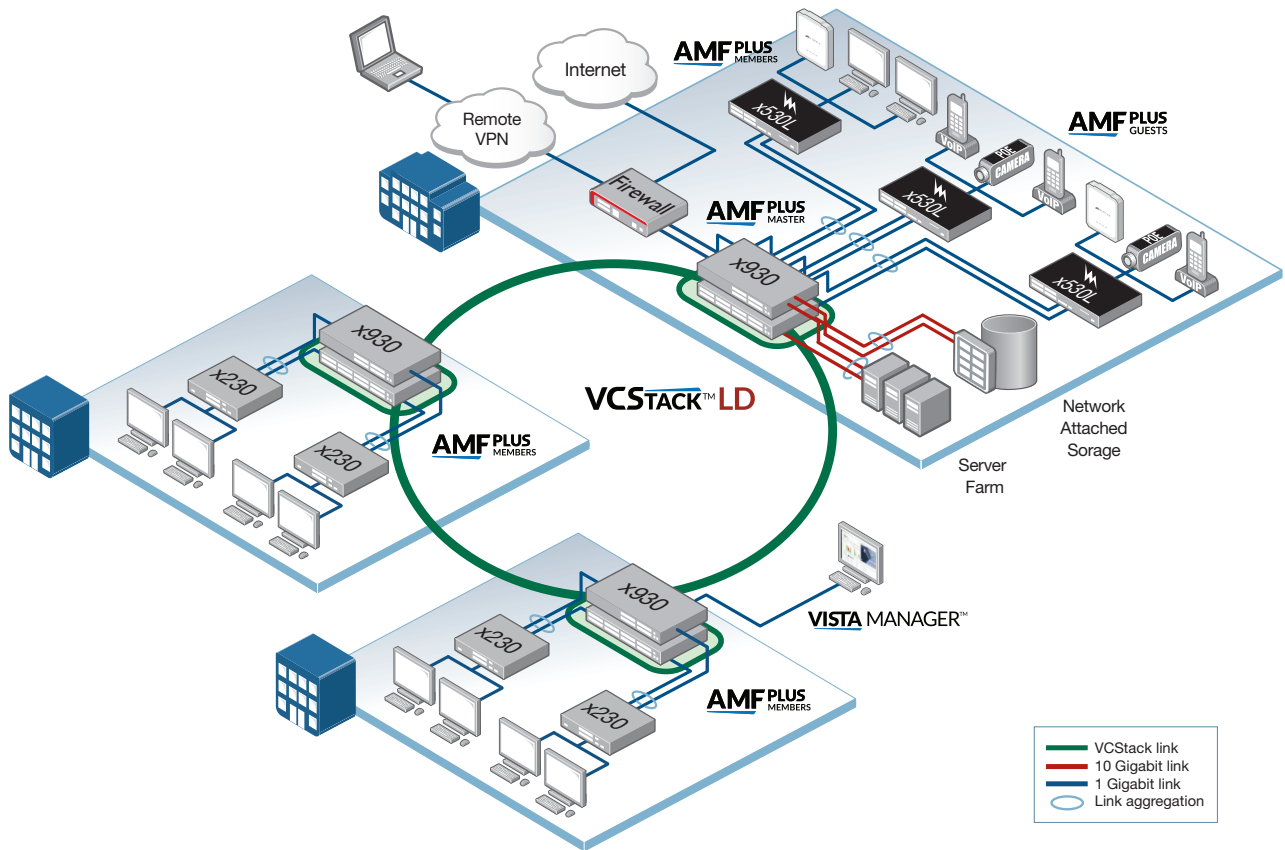 Internet
Remote
VPN
AMF PLUS
MEMBERS
x530L
AMF PLUS
GUESTS
VoIP
POE
CAMERA
VoIP
x530L
Firewall
AMF PLUS
MASTER
x930
POE
CAMERA
VoIP
x530L
x930
x230
x230
AMF PLUS
MEMBERS
VCSTACK™ LD
Network
Attached
Sorage
Server
Farm
x930
x230
x230
AMF PLUS
MEMBERS
VISTA MANAGER™
VCStack link
10 Gigabit link
1 Gigabit link
Link aggregation